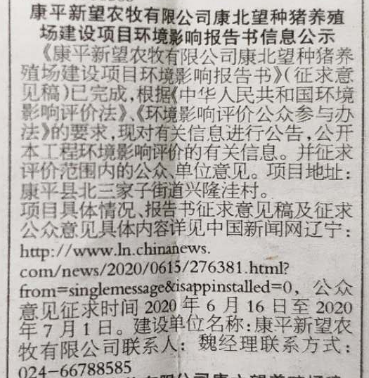 康平新望农牧有限公司康北望种猪养殖
场建设项目环境影响报告书信息公示
《康平新望农牧有限公司康北望种猪养
殖场建设项目环境影响报告书》(征求意
见稿)已完成,根据《中华人民共和国环境
影响评价法》、《环境影响评价公众参与办
法》的要求,现对有关信息进行公告,公开
本工程环境影响评价的有关信息。并征求
评价范围内的公众、单位意见。项目地址:
康平县北三家子街道兴隆洼村。
项目具体情况、报告书征求意见稿及征求
公众意见具体内容详见中国新闻网辽宁:
http://www.ln.chinanews.
com/news/2020/0615/276381.html?
from=singlemessage&isappinstalled=0,公众
意见征求时间 2020 年 6 月 16 日至 2020
年 7 月 1 日。建设单位名称:康平新望农
牧有限公司联系人:魏经理联系方式:
024-66788585